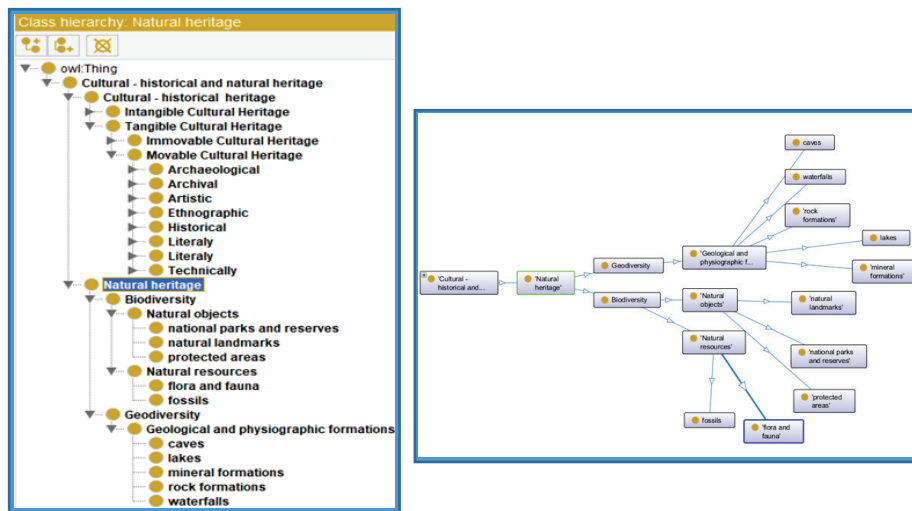 Class hierarchy: Natural heritage
owl:Thing
Cultural - historical and natural heritage
Cultural - historical  heritage
Intangible Cultural Heritage
Tangible Cultural Heritage
Immovable Cultural Heritage
Movable Cultural Heritage
Archaeological
Archival
Artistic
Ethnographic
Historical
Literaly
Literaly
Technically
Natural heritage
Biodiversity
Natural objects
national parks and reserves
natural landmarks
protected areas
Natural resources
flora and fauna
fossils
Geodiversity
Geological and physiographic formations
caves
lakes
mineral formations
rock formations
waterfalls
caves
waterfalls
'rock
formations'
lakes
'Geological and
physiographic f...
'mineral
formations'
Geodiversity
'Cultural -
historical and...
'Natural
heritage'
Biodiversity
'Natural
objects'
'natural
landmarks'
'Natural
resources'
'national parks
and reserves'
'protected
areas'
fossils
'flora and
fauna'